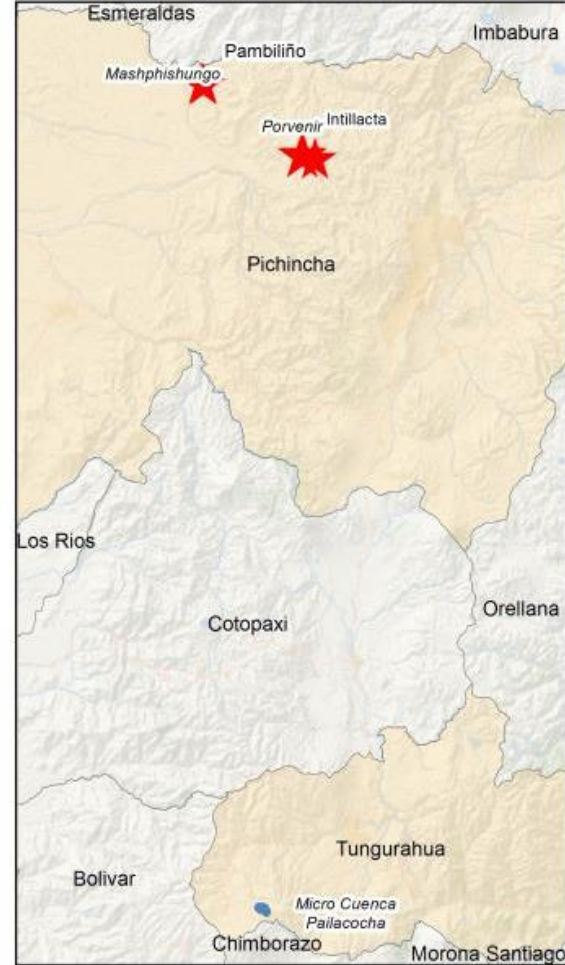 Esmeraldas
Imbabura
Pambiliño
Mashphishungo
Porvenir
Intillacta
Pichincha
Los Rios
Cotopaxi
Orellana
Tungurahua
Bolivar
Micro Cuenca
Pailacocha
Chimborazo
Morona Santiago